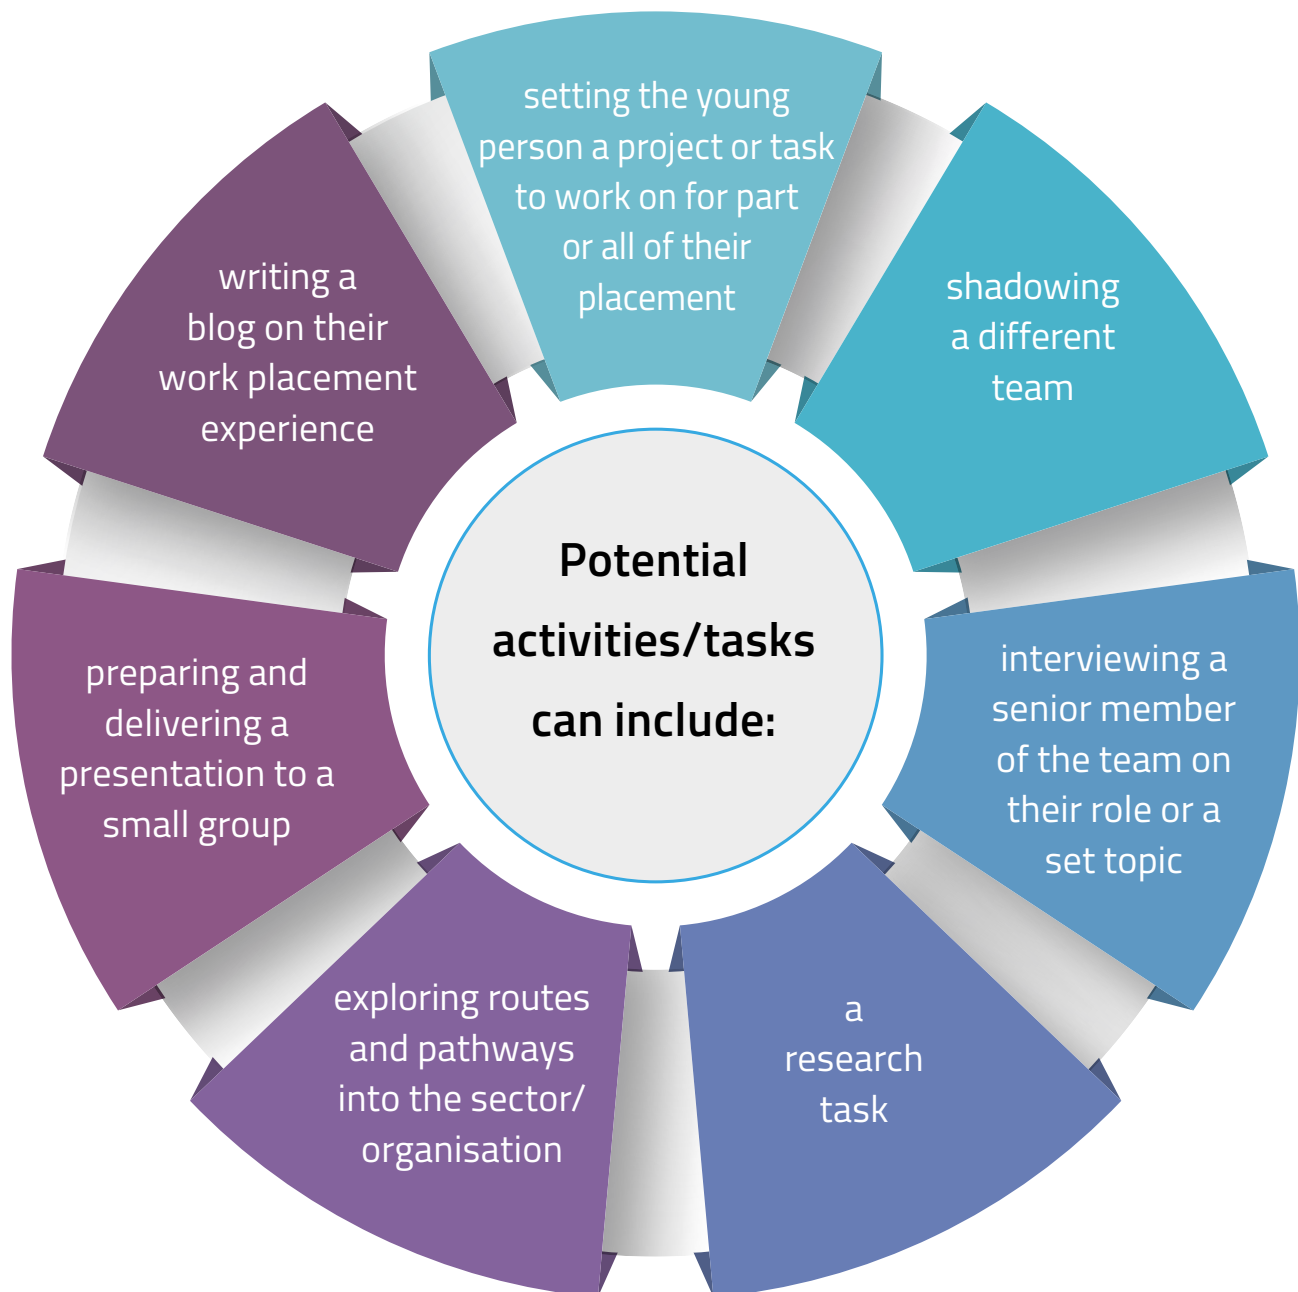 Potential
activities/tasks
can include:
setting the young
person a project or task
to work on for part
or all of their
placement
shadowing
a different
team
interviewing a
senior member
of the team on
their role or a
set topic
a
research
task
exploring routes
and pathways
into the sector/
organisation
preparing and
delivering a
presentation to a
small group
writing a
blog on their
work placement
experience